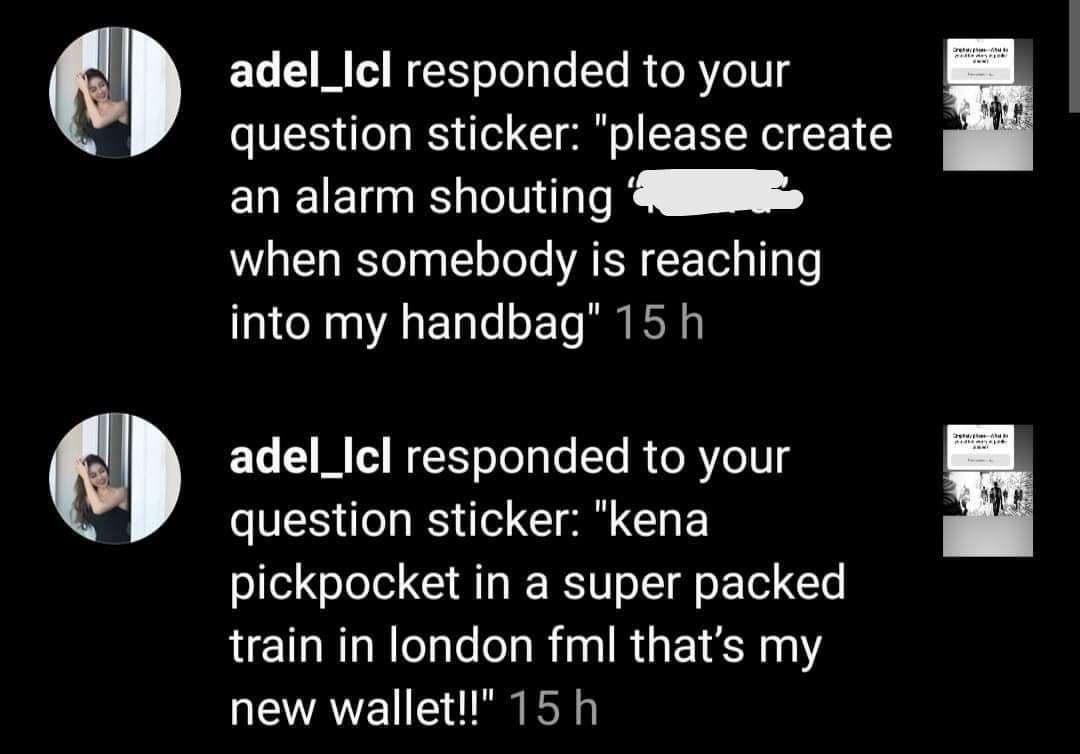 adel_lcl responded to your
question sticker: "please create
an alarm shouting ‘
when somebody is reaching
into my handbag" 15 h
adel_lcl responded to your
question sticker: "kena
pickpocket in a super packed
train in london fml that’s my
new wallet!!" 15 h